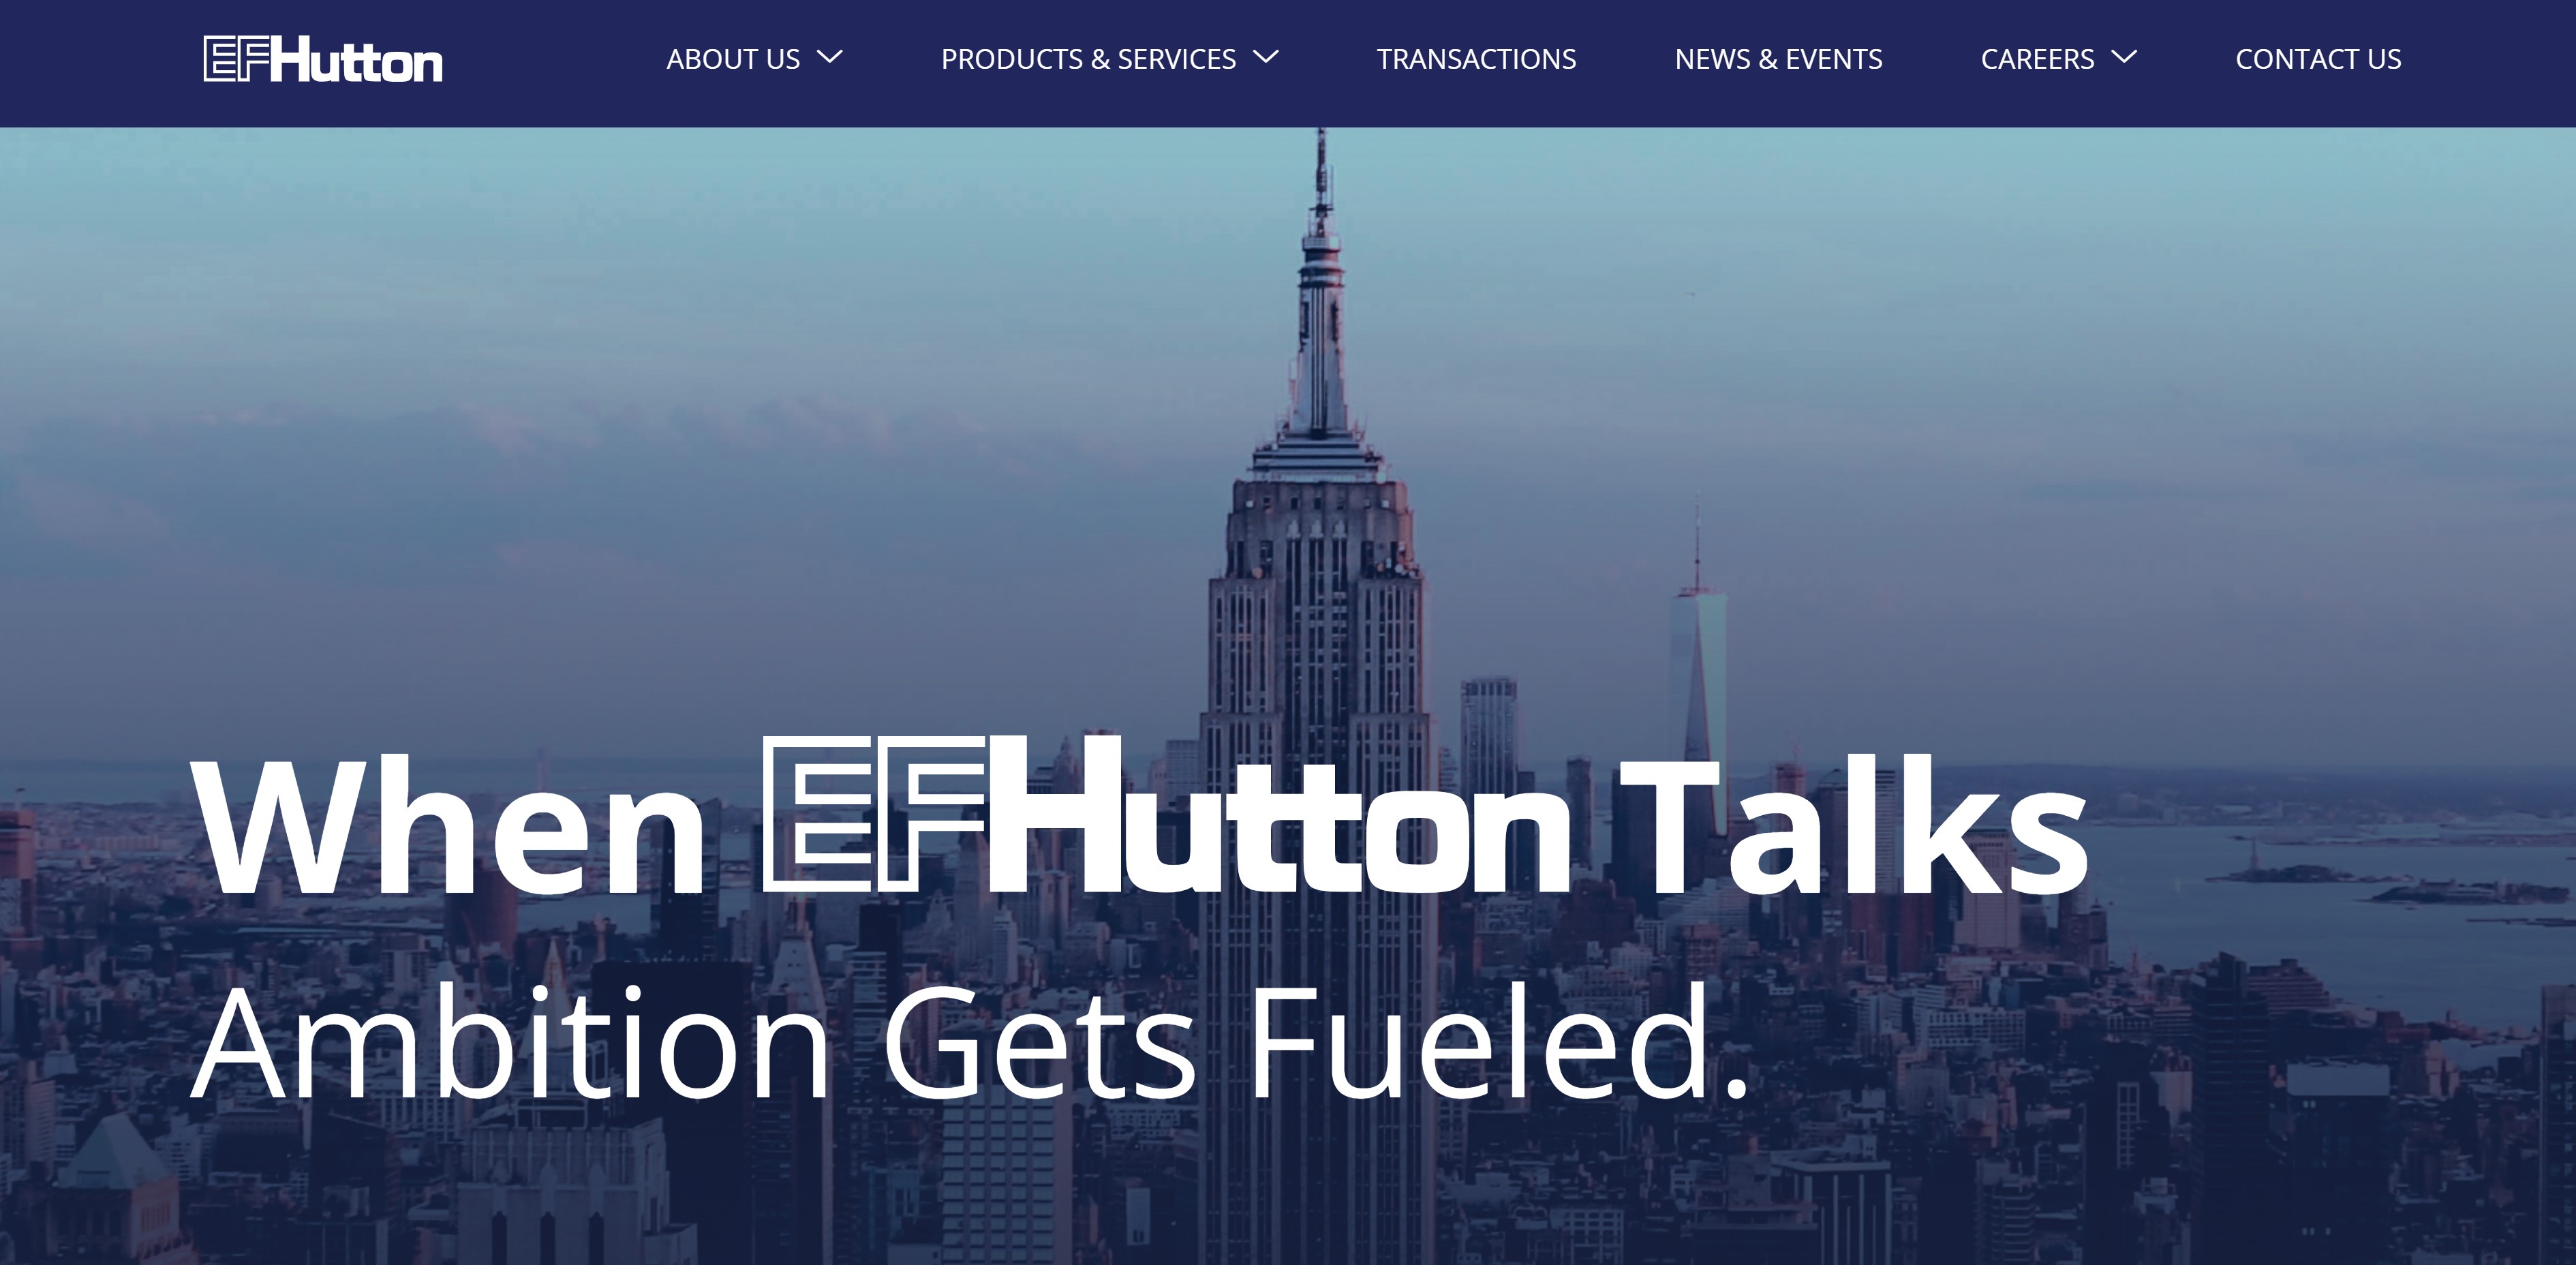 EFHutton
ABOUT US
PRODUCTS & SERVICES
TRANSACTIONS
NEWS & EVENTS
CAREERS
CONTACT US
When EFHutton Talks
Ambition Gets Fueled.